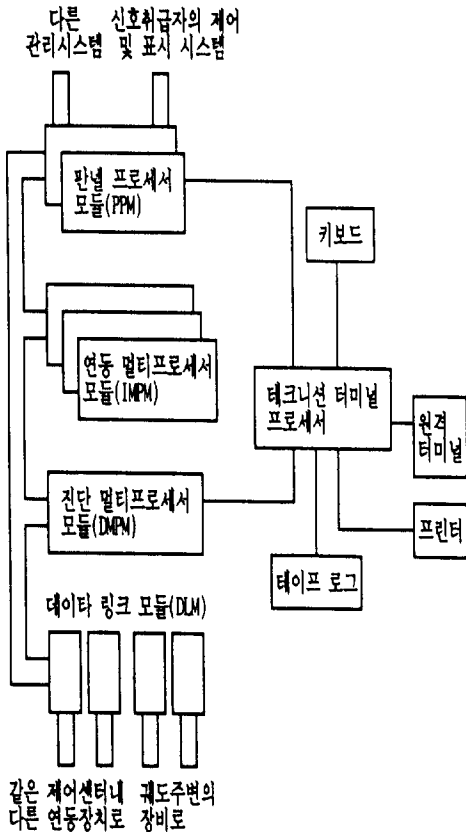 다른
관리시스템
신호취급자의 제어
및 표시 시스템
판넬 프로세서
모듈(PPM)
키보드
연동 멀티프로세서
모듈(IMPM)
테크니션 터미널
프로세서
원격
터미널
진단 멀티프로세서
모듈(DMPM)
프린터
테이프 로그
데이타 링크 모듈(DLM)
같은 제어센터내
다른 연동장치로
궤도주변의
장비로